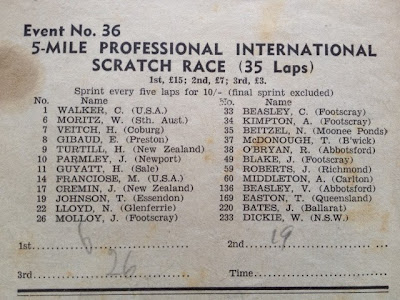 Event No. 36
5-MILE PROFESSIONAL INTERNATIONAL
SCRATCH RACE (35 Laps)
1st, £15; 2nd, £7; 3rd, £3.
Sprint every five laps for 10/- (final sprint excluded)
No. Name
1 WALKER, C. (U.S.A.)
6 MORITZ, W. (Sth. Aust.)
7 VEITCH, H. (Coburg)
8 GIBAUD, E. (Preston)
9 TURTILL, H. (New Zealand)
10 PARMLEY, J. (Newport)
11 GUYATT, H. (Sale)
14 FRANCIOSE, M. (U.S.A.)
17 CREMIN, J. (New Zealand)
19 JOHNSON, T. (Essendon)
22 LLOYD, N. (Glenferrie)
26 MOLLOY, J. (Footscray)
No. Name
33 BEASLEY, C. (Footscray)
34 KIMPTON, A. (Footscray)
35 BEITZEL, N. (Moonee Ponds)
37 McDONOUGH, T. (B'wick)
38 O'BRYAN, R. (Abbotsford)
49 BLAKE, J. (Footscray)
59 ROBERTS, J. (Richmond)
60 MIDDLETON, A. (Carlton)
136 BEASLEY, V. (Abbotsford)
169 EASTON, T. (Queensland)
220 BATES, J. (Ballarat)
233 DICKIE, W. (N.S.W.)
1st 8 2nd 19
3rd 26 Time